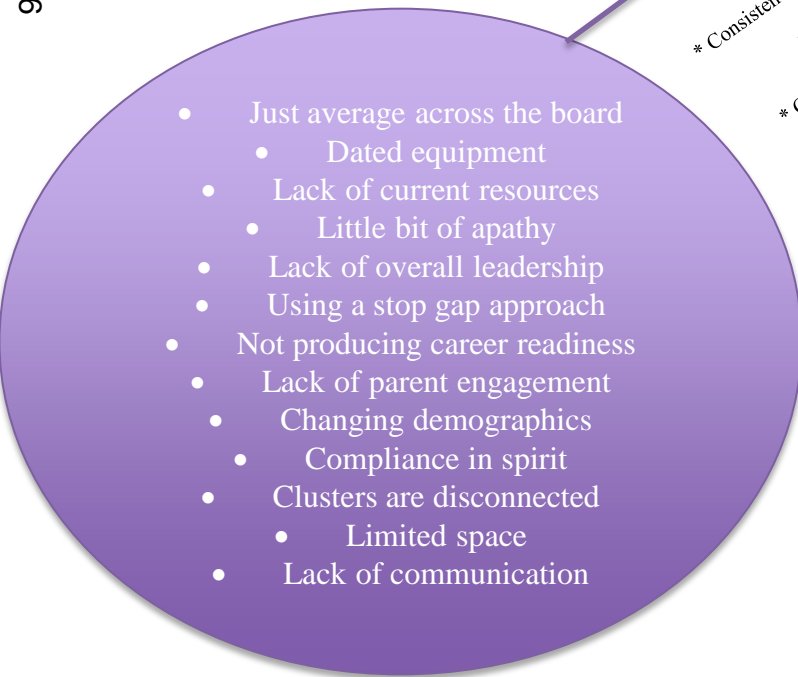 * Consisten
• Just average across the board
• Dated equipment
• Lack of current resources
• Little bit of apathy
• Lack of overall leadership
• Using a stop gap approach
• Not producing career readiness
• Lack of parent engagement
• Changing demographics
• Compliance in spirit
• Clusters are disconnected
• Limited space
• Lack of communication